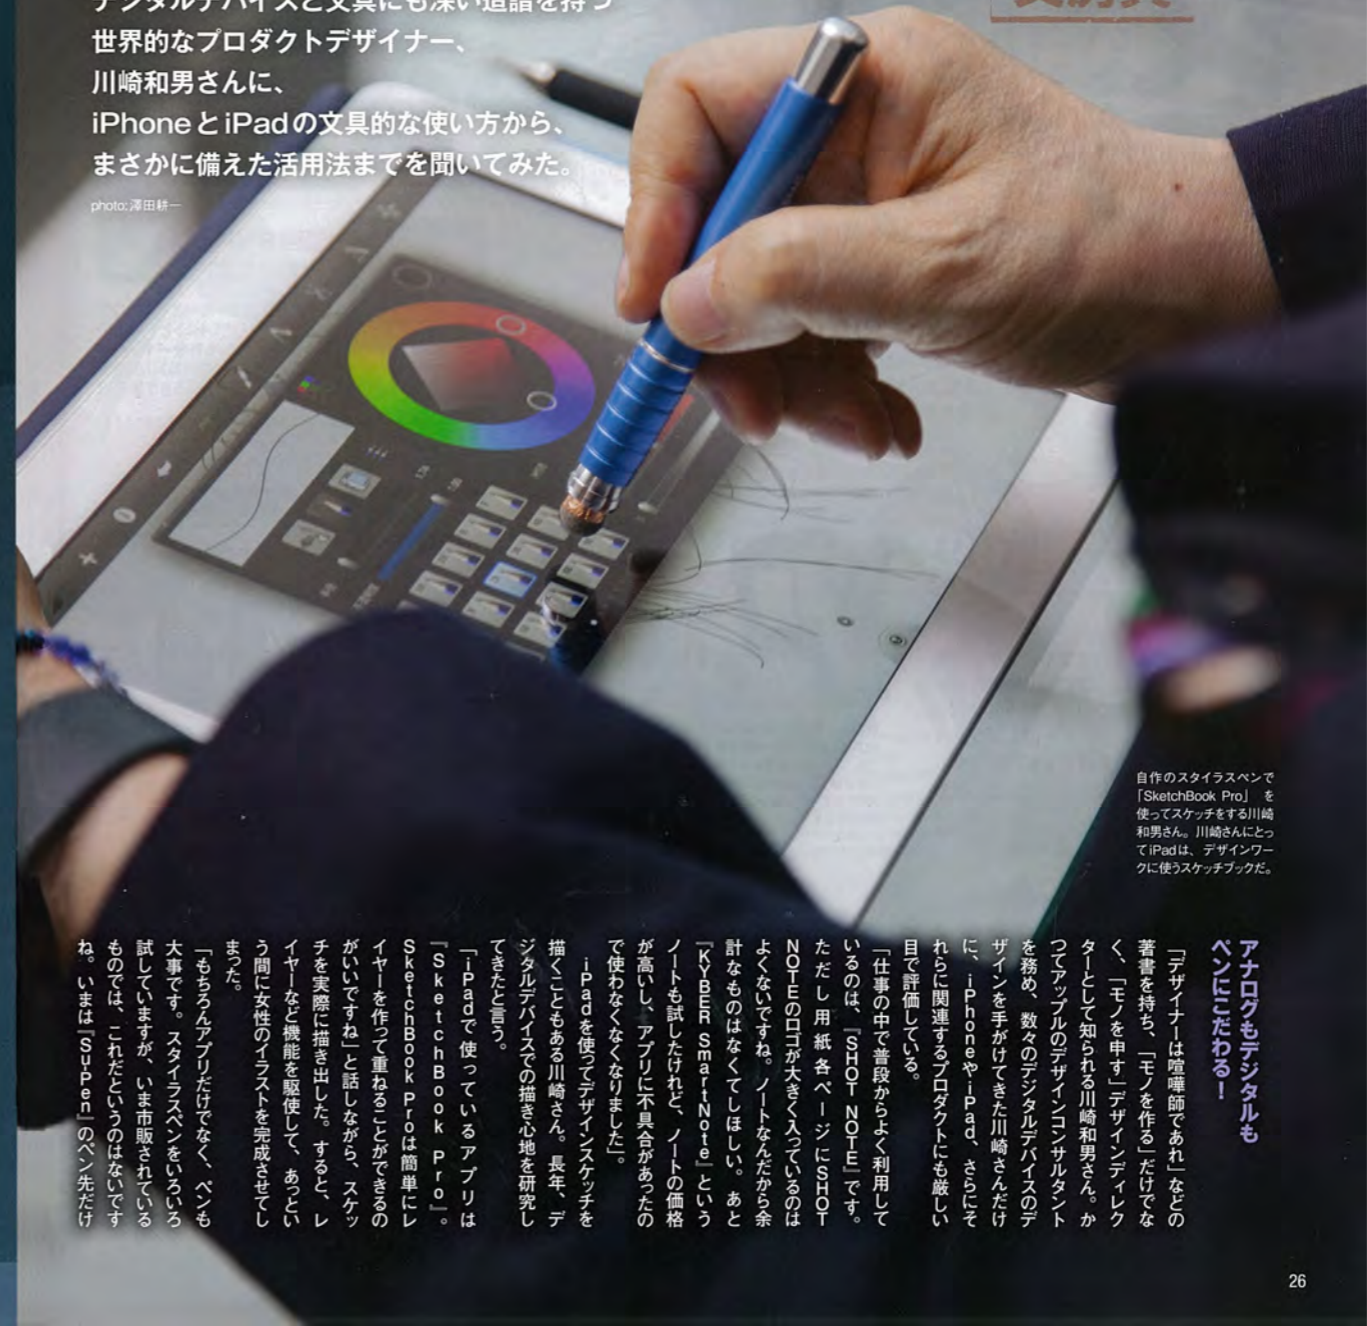 デジタルデバイスと文具にも深い造詣を持つ
世界的なプロダクトデザイナー、
川崎和男さんに、
iPhoneとiPadの文具的な使い方から、
まさかに備えた活用法までを聞いてみた。
photo:澤田耕一
自作のスタイラスペンで
「SketchBook Pro」 を
使ってスケッチをする川崎
和男さん。川崎さんにとっ
てiPadは、デザインワー
クに使うスケッチブックだ。
アナログもデジタルも
ペンにこだわる！
「デザイナーは喧嘩師であれ」などの
著書を持ち、「モノを作る」だけでな
く、「モノを申す」デザインディレク
ターとして知られる川崎和男さん。か
つてアップルのデザインコンサルタント
を務め、数々のデジタルデバイスのデ
ザインを手がけてきた川崎さんだけ
に、iPhoneやiPad、さらにそ
れらに関連するプロダクトにも厳しい
目で評価している。
「仕事の中で普段からよく利用して
いるのは、『SHOT NOTE』です。
ただし用紙各ページにSHOT
NOTEのロゴが大きく入っているのは
よくないですね。ノートなんだから余
計なものはなくてしほしい。あと
『KYBER SmartNote』という
ノートも試したけれど、ノートの価格
が高いし、アプリに不具合があったの
で使わなくなくなりました」。
iPadを使ってデザインスケッチを
描くこともある川崎さん。長年、デ
ジタルデバイスでの描き心地を研究し
てきたと言う。
「iPadで使っているアプリは
『SketchBook Pro』。
SketchBook Proは簡単にレ
イヤーを作って重ねることができるの
がいいですね」と話しながら、スケッ
チを実際に描き出した。すると、レ
イヤーなど機能を駆使して、あっとい
う間に女性のイラストを完成させてし
まった。
「もちろんアプリだけでなく、ペンも
大事です。スタイラスペンをいろいろ
試していますが、いま市販されている
ものでは、これだというのはないです
ね。いまは『Su-Pen』のペン先だけ
26